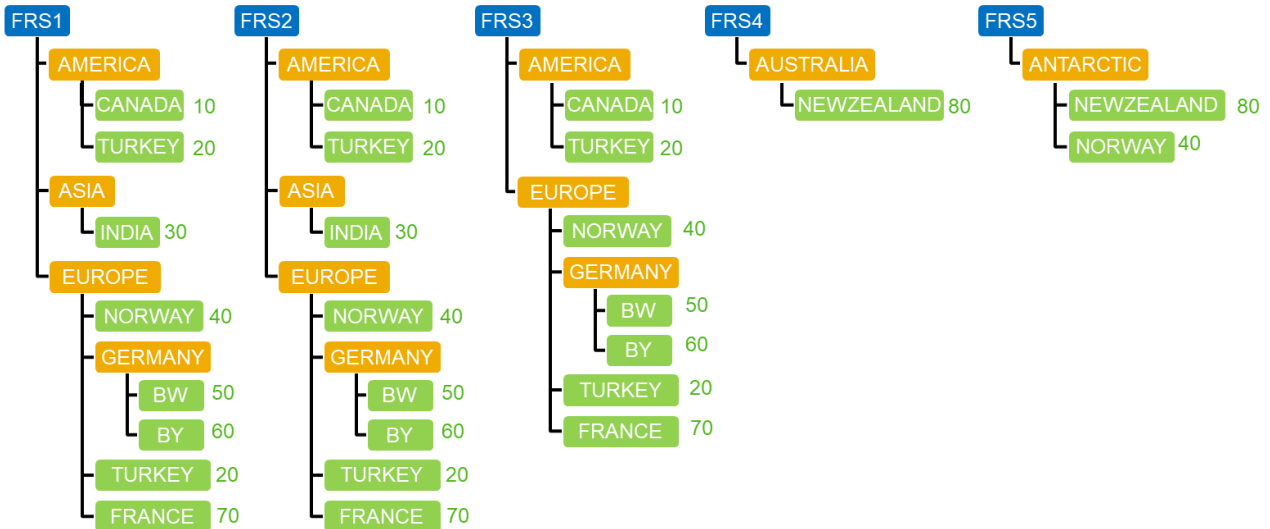 FRS1
AMERICA
CANADA 10
TURKEY 20
ASIA
INDIA 30
EUROPE
NORWAY 40
GERMANY
BW 50
BY 60
TURKEY 20
FRANCE 70
FRS2
AMERICA
CANADA 10
TURKEY 20
ASIA
INDIA 30
EUROPE
NORWAY 40
GERMANY
BW 50
BY 60
TURKEY 20
FRANCE 70
FRS3
AMERICA
CANADA 10
TURKEY 20
EUROPE
NORWAY 40
GERMANY
BW 50
BY 60
TURKEY 20
FRANCE 70
FRS4
AUSTRALIA
NEWZEALAND 80
FRS5
ANTARCTIC
NEWZEALAND 80
NORWAY 40